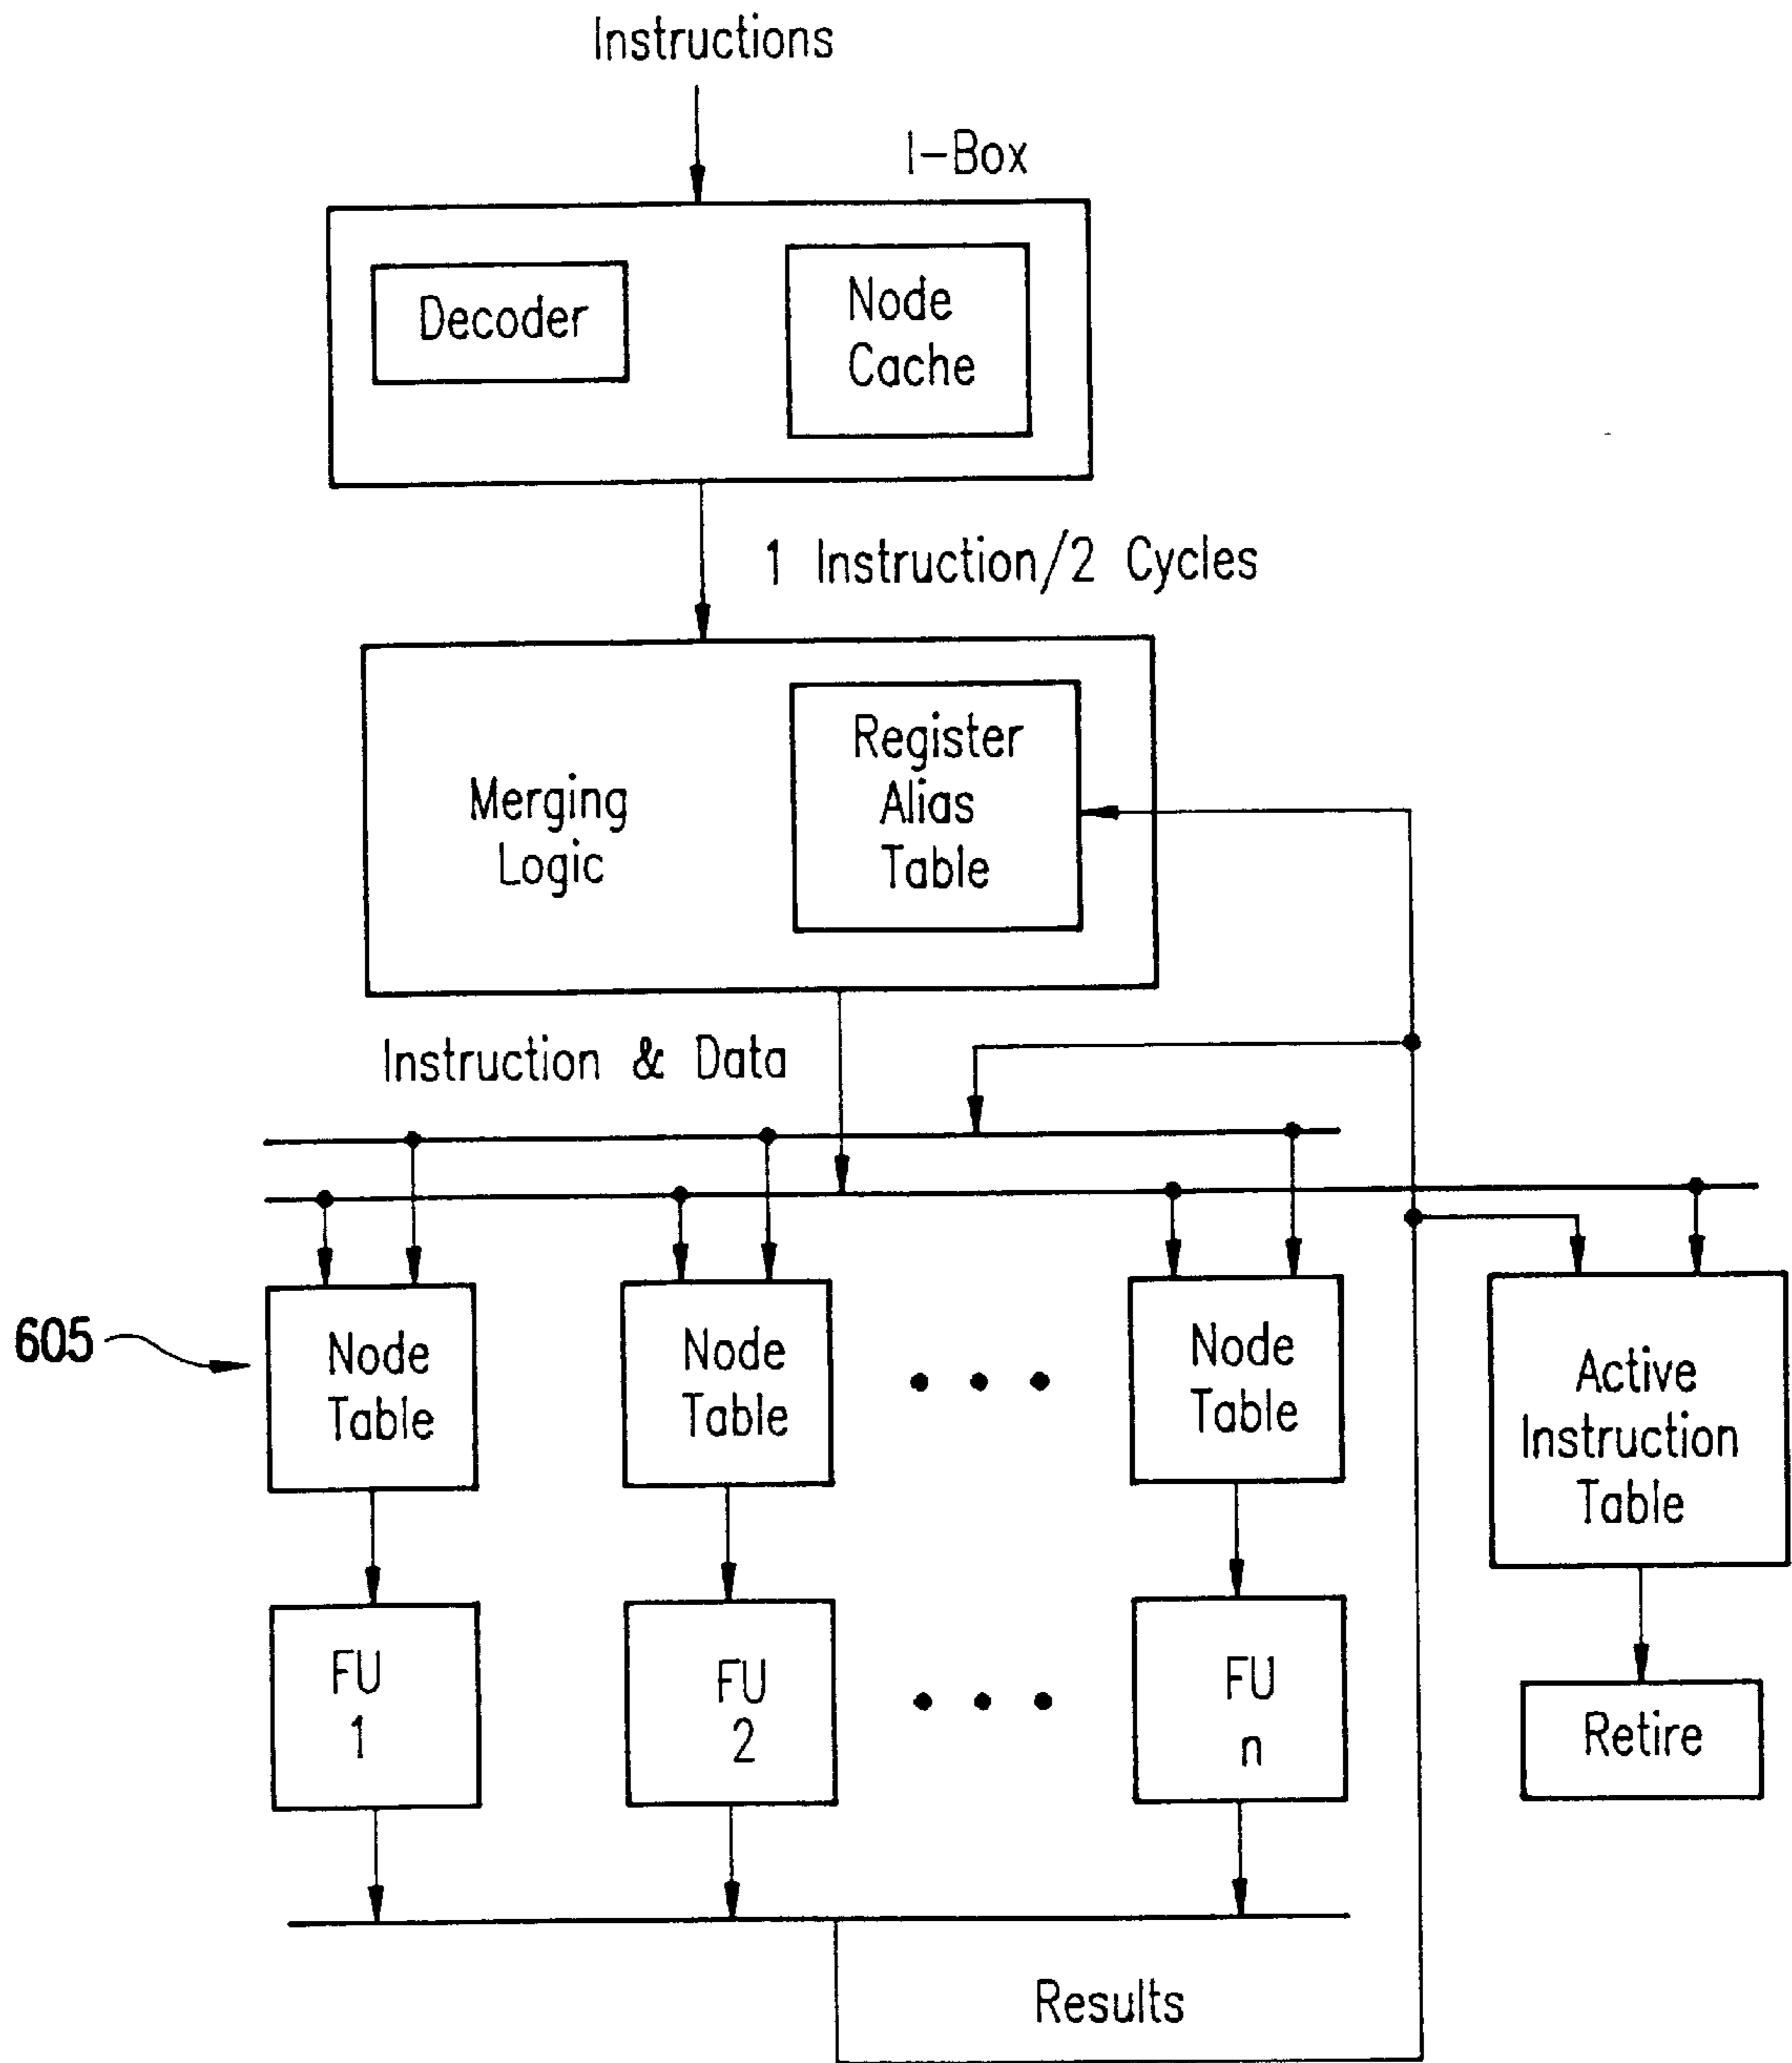 Instructions
I-Box
Decoder
Node
Cache
1 Instruction/2 Cycles
Merging
Logic
Register
Alias
Table
Instruction & Data
605
Node
Table
Node
Table
Node
Table
Active
Instruction
Table
FU
1
FU
2
FU
n
Retire
Results